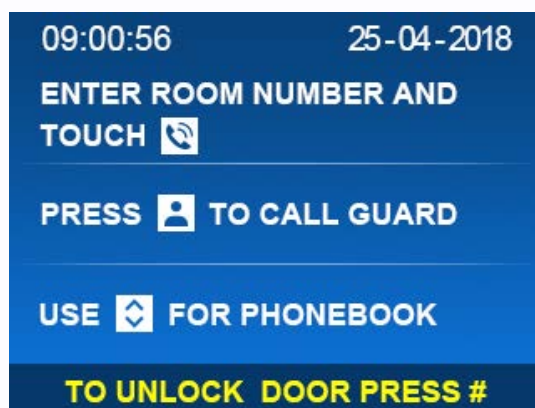 09:00:56 25-04-2018
ENTER ROOM NUMBER AND
TOUCH
PRESS TO CALL GUARD
USE FOR PHONEBOOK
TO UNLOCK DOOR PRESS #